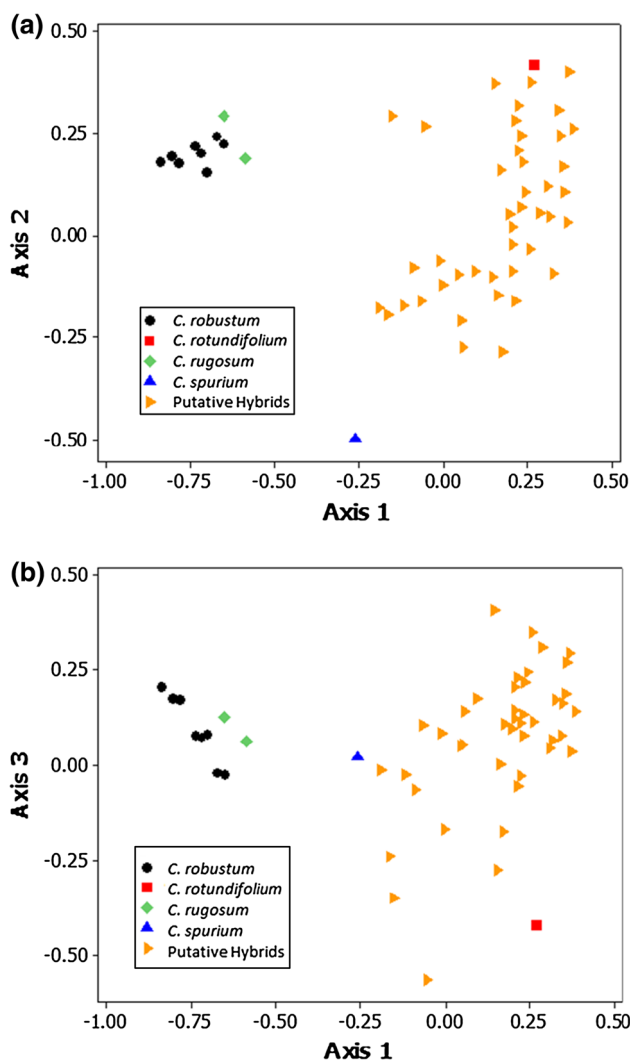 (a)
0.50
0.25
0.00
-0.25
-0.50
Axis 2
C. robustum
C. rotundifolium
C. rugosum
C. spurium
Putative Hybrids
-1.00 -0.75 -0.50 -0.25 0.00 0.25 0.50
Axis 1
(b)
0.50
0.25
0.00
-0.25
-0.50
Axis 3
C. robustum
C. rotundifolium
C. rugosum
C. spurium
Putative Hybrids
-1.00 -0.75 -0.50 -0.25 0.00 0.25 0.50
Axis 1